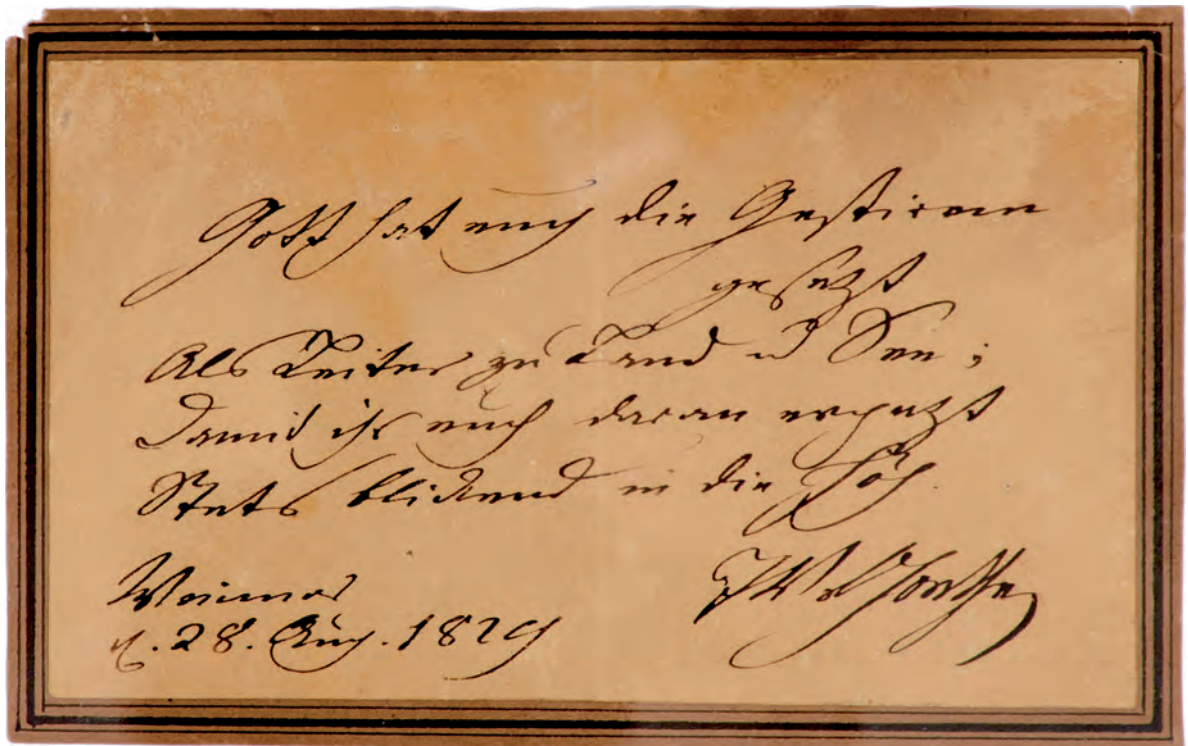 Gott hat euch die Gestirne
gesetzt
Als Leiter zu Land u See;
Damit ihr euch daran ergetzt
Stets blickend in die Höh.
Weimar
d. 28. Aug. 1829
JWvGoethe